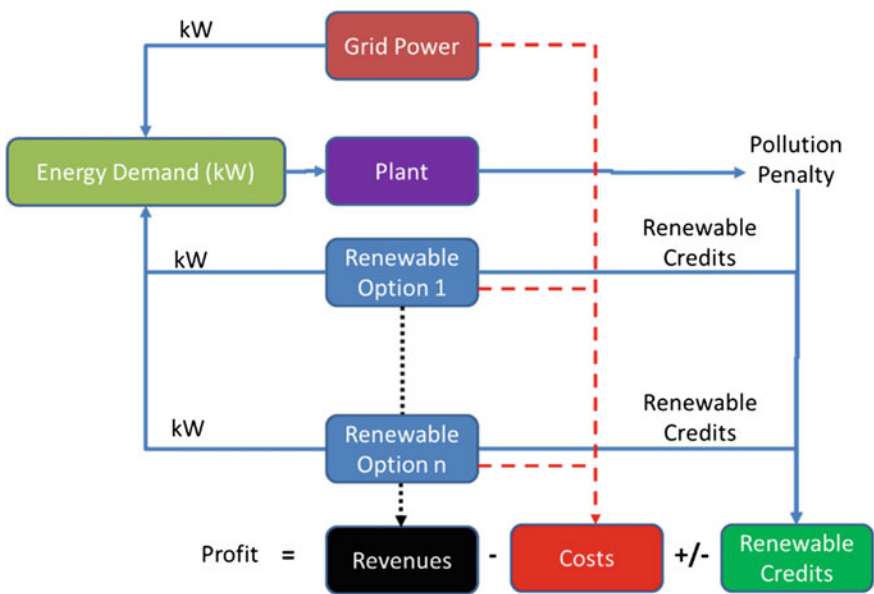 kW
Grid Power
Energy Demand (kW)
Plant
Pollution
Penalty
kW
Renewable
Option 1
Renewable
Credits
kW
Renewable
Option n
Renewable
Credits
Profit = Revenues - Costs +/- Renewable
Credits